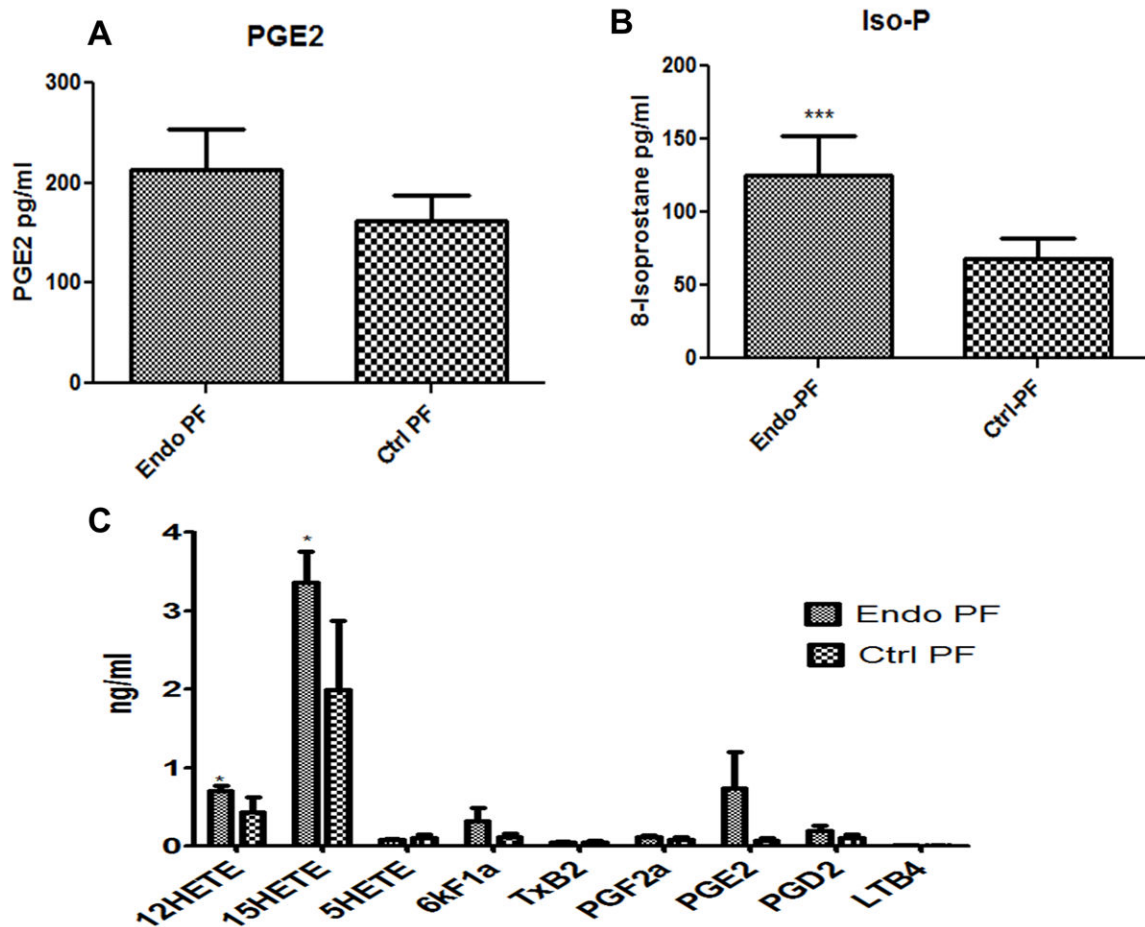 A
PGE2
PGE2 pg/ml
300
200
100
0
Endo PF
Ctrl PF
B
Iso-P
8-Isoprostane pg/ml
200
150
100
50
0
***
Endo-PF
Ctrl-PF
C
ng/ml
4
3
2
1
0
*
*
Endo PF
Ctrl PF
12HETE
15HETE
5HETE
6kF1a
TxB2
PGF2a
PGE2
PGD2
LTB4